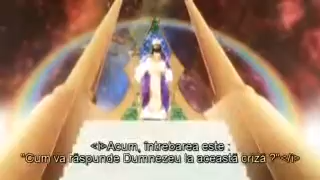 <i>Acum, întrebarea este :
"Cum va răspunde Dumnezeu la această criză ?"</i>